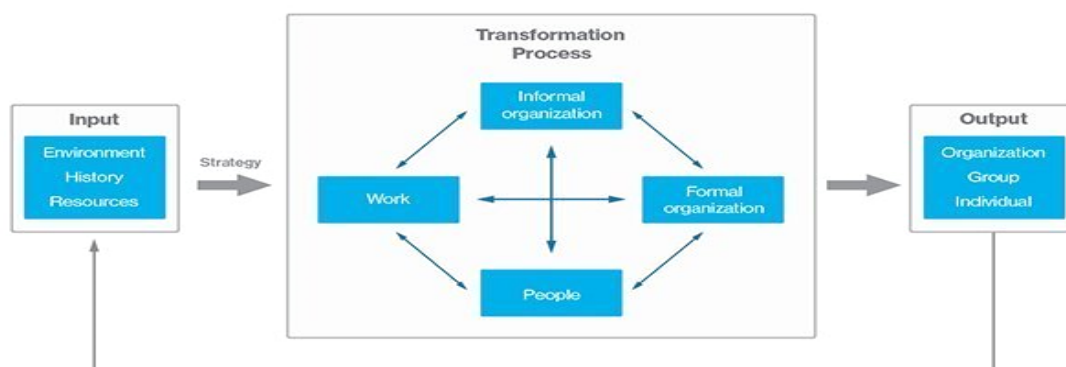 Transformation
Process
Informal
organization
Input
Environment
History
Resources
Strategy
Work
Formal
organization
People
Output
Organization
Group
Individual